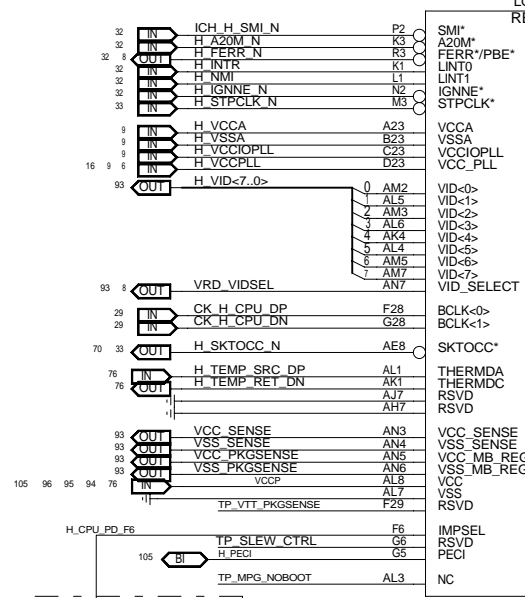 LO
RE
32 IN ICH_H_SMI_N P2 SMI*
32 IN H_A20M_N K3 A20M*
32 8 OUT H_FERR_N R3 FERR*/PBE*
32 IN H_INTR K1 LINT0
32 IN H_NMI L1 LINT1
32 IN H_IGNNE_N N2 IGNNE*
33 IN H_STPCLK_N M3 STPCLK*
9 IN H_VCCA A23 VCCA
9 IN H_VSSA B23 VSSA
9 IN H_VCCIOPLL C23 VCCIOPLL
16 9 6 IN H_VCCPLL D23 VCC_PLL
93 OUT H_VID<7..0> 0 AM2 VID<0>
1 AL5 VID<1>
2 AM3 VID<2>
3 AL6 VID<3>
4 AK4 VID<4>
5 AL4 VID<5>
6 AM5 VID<6>
7 AM7 VID<7>
93 8 OUT VRD_VIDSEL AN7 VID_SELECT
29 IN CK_H_CPU_DP F28 BCLK<0>
29 IN CK_H_CPU_DN G28 BCLK<1>
70 33 OUT H_SKTOCC_N AE8 SKTOCC*
76 IN H_TEMP_SRC_DP AL1 THERMDA
76 OUT H_TEMP_RET_DN AK1 THERMDC
AJ7 RSVD
AH7 RSVD
93 OUT VCC_SENSE AN3 VCC_SENSE
93 OUT VSS_SENSE AN4 VSS_SENSE
93 OUT VCC_PKGSENSE AN5 VCC_MB_REG
93 OUT VSS_PKGSENSE AN6 VSS_MB_REG
105 96 95 94 76 IN VCCP AL8 VCC
AL7 VSS
TP_VTT_PKGSENSE F29 RSVD
H_CPU_PD_F6 F6 IMPSEL
TP_SLEW_CTRL G6 RSVD
105 BI H_PECI G5 PECI
TP_MPG_NOBOOT AL3 NC